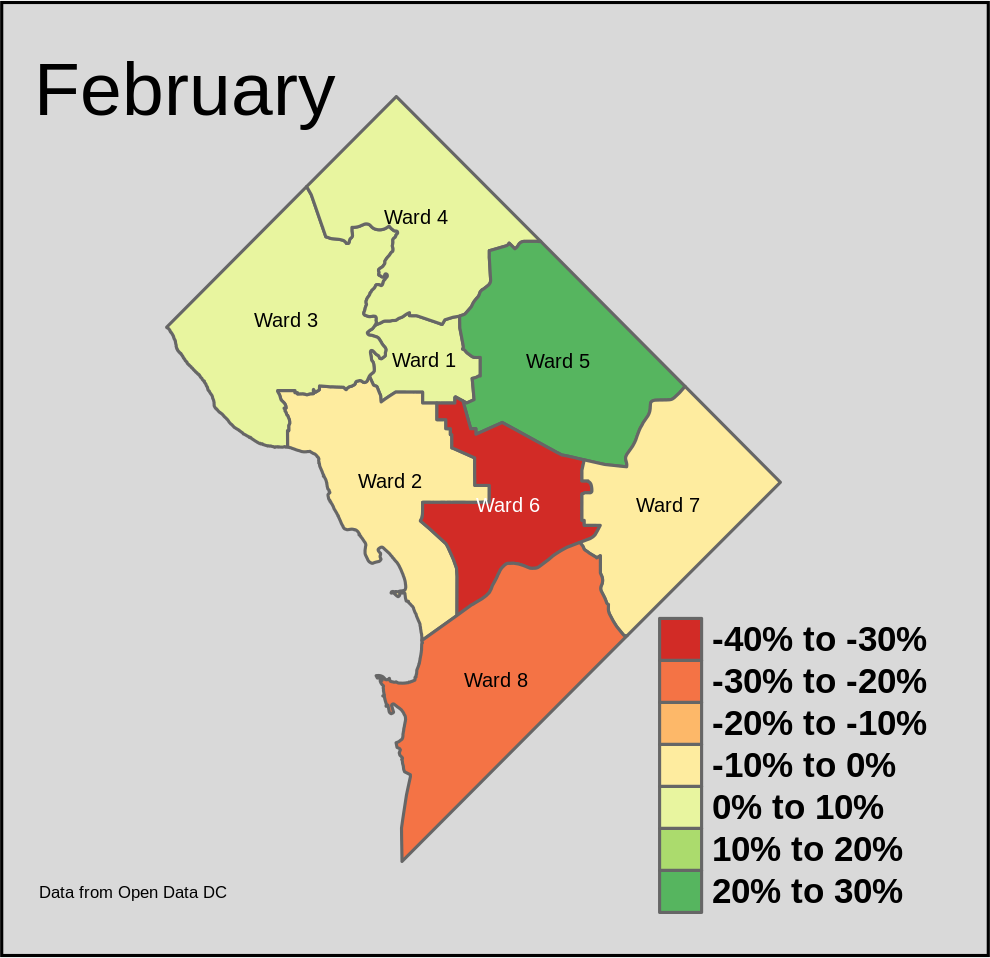 February
Ward 4
Ward 3
Ward 1
Ward 5
Ward 2
Ward 6
Ward 7
Ward 8
-40% to -30%
-30% to -20%
-20% to -10%
-10% to 0%
0% to 10%
10% to 20%
20% to 30%
Data from Open Data DC